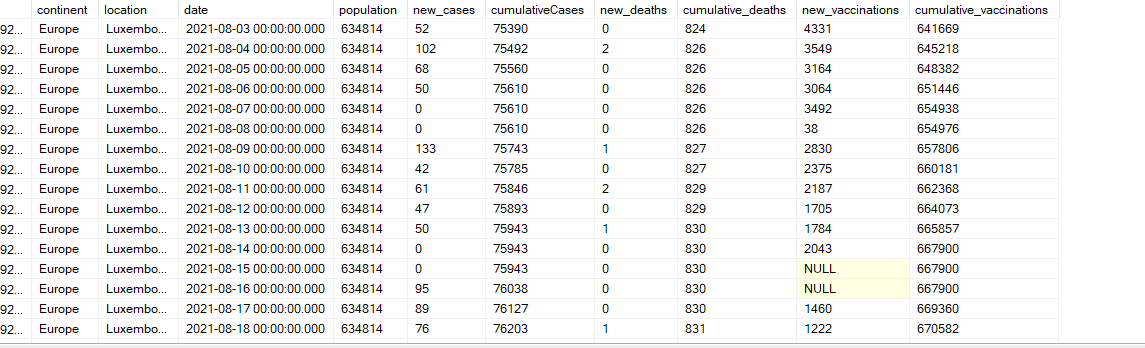 continent location date population new_cases cumulativeCases new_deaths cumulative_deaths new_vaccinations cumulative_vaccinations
92... Europe Luxembo... 2021-08-03 00:00:00.000 634814 52 75390 0 824 4331 641669
92... Europe Luxembo... 2021-08-04 00:00:00.000 634814 102 75492 2 826 3549 645218
92... Europe Luxembo... 2021-08-05 00:00:00.000 634814 68 75560 0 826 3164 648382
92... Europe Luxembo... 2021-08-06 00:00:00.000 634814 50 75610 0 826 3064 651446
92... Europe Luxembo... 2021-08-07 00:00:00.000 634814 0 75610 0 826 3492 654938
92... Europe Luxembo... 2021-08-08 00:00:00.000 634814 0 75610 0 826 38 654976
92... Europe Luxembo... 2021-08-09 00:00:00.000 634814 133 75743 1 827 2830 657806
92... Europe Luxembo... 2021-08-10 00:00:00.000 634814 42 75785 0 827 2375 660181
92... Europe Luxembo... 2021-08-11 00:00:00.000 634814 61 75846 2 829 2187 662368
92... Europe Luxembo... 2021-08-12 00:00:00.000 634814 47 75893 0 829 1705 664073
92... Europe Luxembo... 2021-08-13 00:00:00.000 634814 50 75943 1 830 1784 665857
92... Europe Luxembo... 2021-08-14 00:00:00.000 634814 0 75943 0 830 2043 667900
92... Europe Luxembo... 2021-08-15 00:00:00.000 634814 0 75943 0 830 NULL 667900
92... Europe Luxembo... 2021-08-16 00:00:00.000 634814 95 76038 0 830 NULL 667900
92... Europe Luxembo... 2021-08-17 00:00:00.000 634814 89 76127 0 830 1460 669360
92... Europe Luxembo... 2021-08-18 00:00:00.000 634814 76 76203 1 831 1222 670582